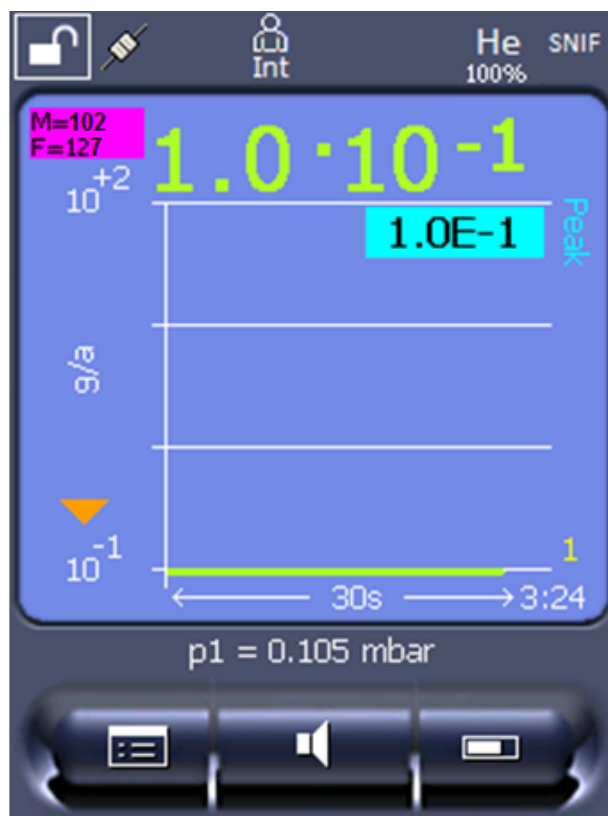 Int
He
100%
SNIF
M=102
F=127
1.0·10⁻¹
10⁺²
1.0E-1
Peak
g/a
10⁻¹
1
30s
3:24
p1 = 0.105 mbar